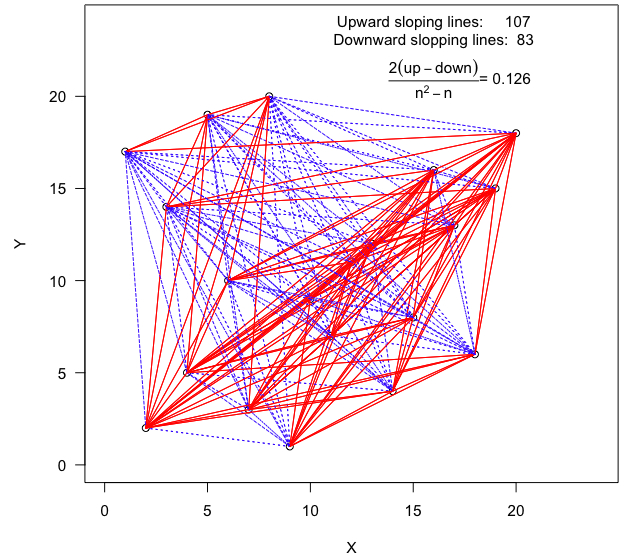 Upward sloping lines: 107
Downward slopping lines: 83
2(up − down)
= 0.126
n² − n
20
15
10
5
0
Y
0 5 10 15 20
X